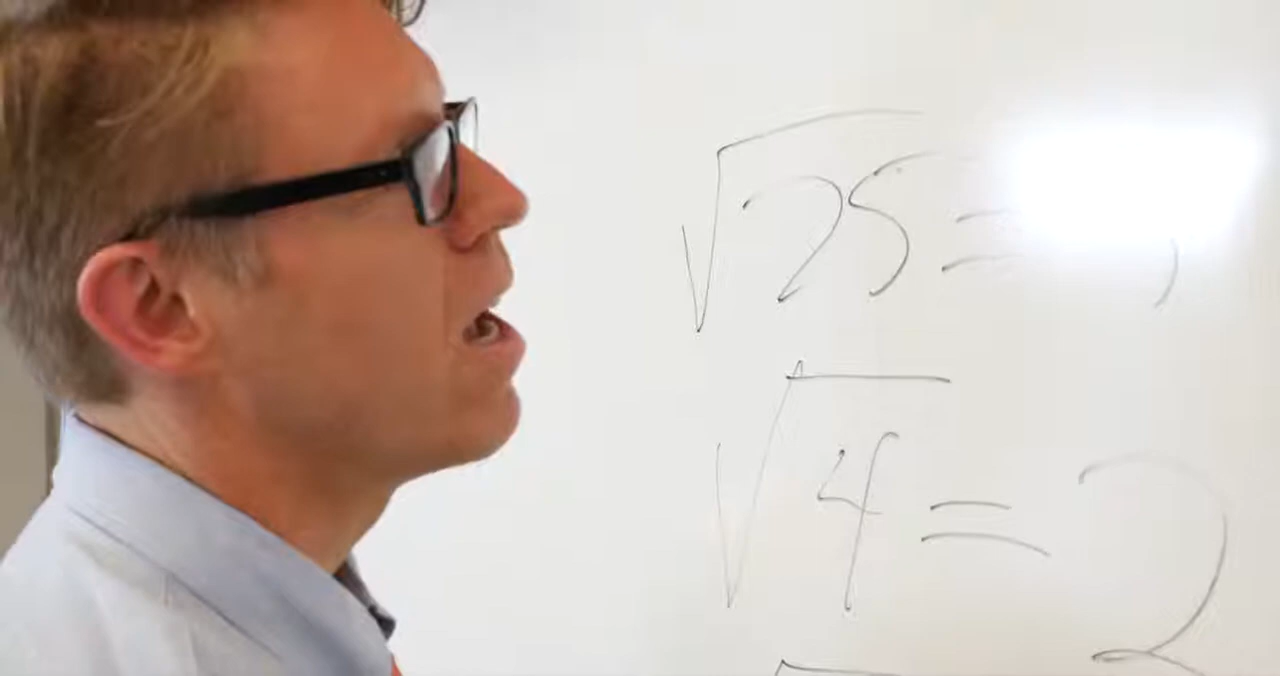 √25 =
√4 = 2